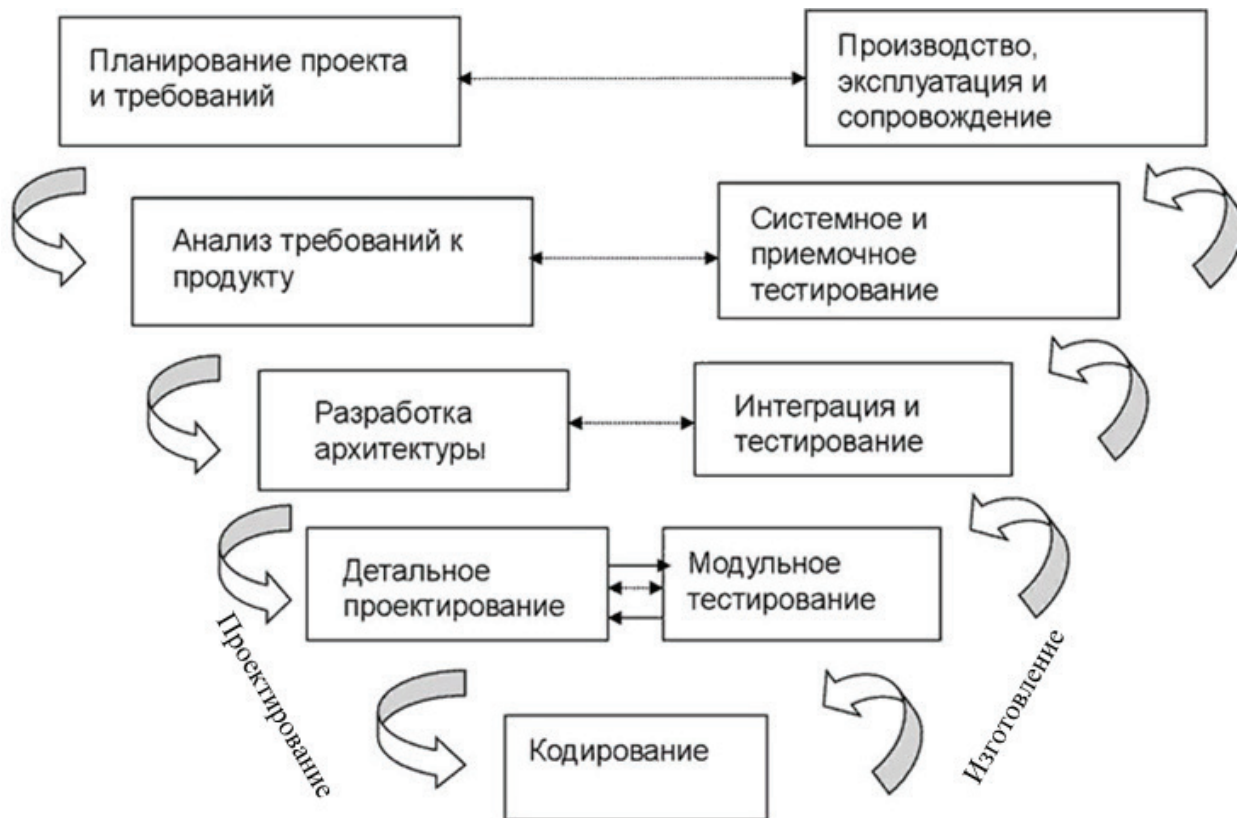 Планирование проекта
и требований
Производство,
эксплуатация и
сопровождение
Анализ требований к
продукту
Системное и
приемочное
тестирование
Разработка
архитектуры
Интеграция и
тестирование
Детальное
проектирование
Модульное
тестирование
Проектирование
Изготовление
Кодирование